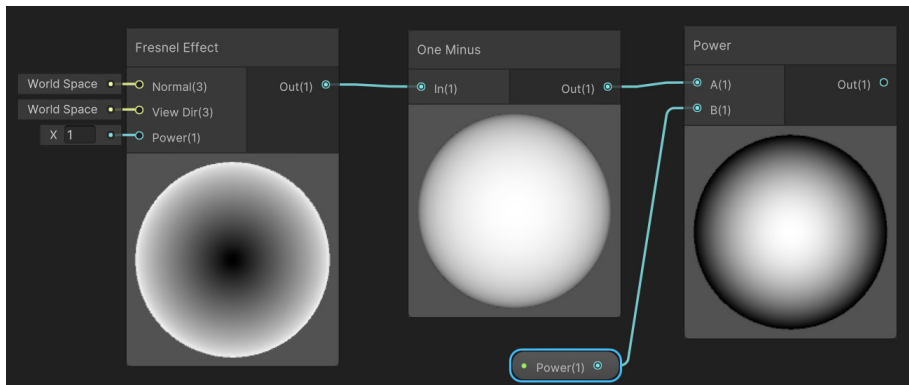 Fresnel Effect
World Space
Normal(3)
Out(1)
World Space
View Dir(3)
X 1
Power(1)
One Minus
In(1)
Out(1)
Power
A(1)
Out(1)
B(1)
Power(1)